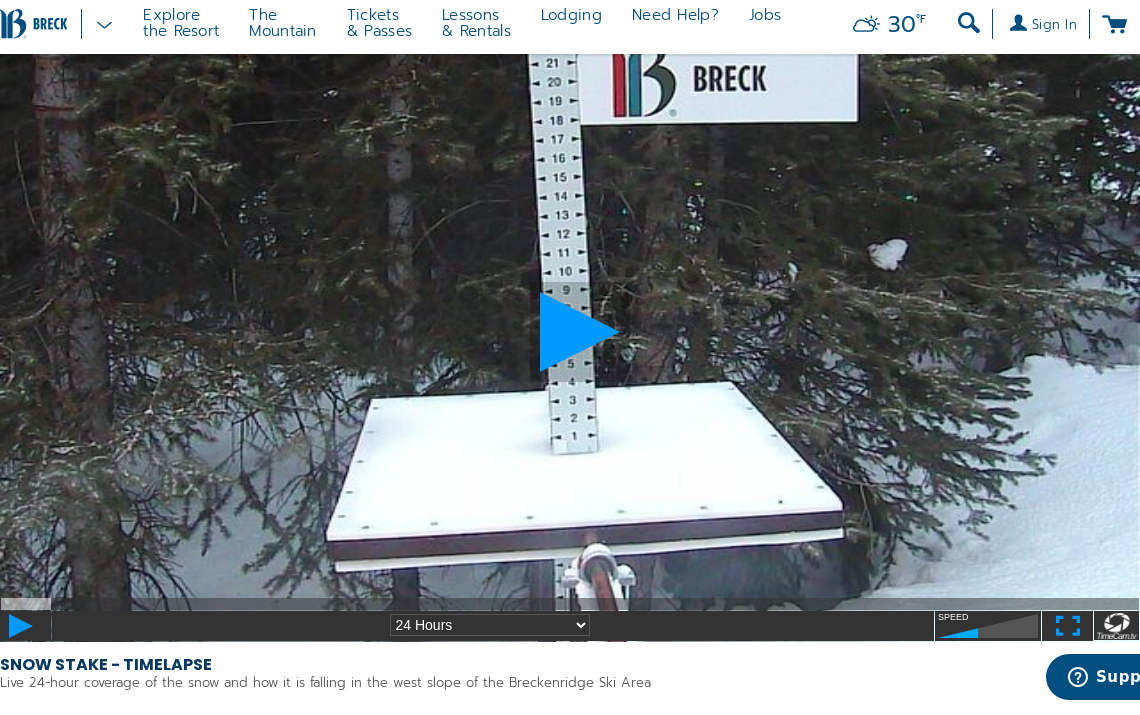 BRECK
Explore
the Resort
The
Mountain
Tickets
& Passes
Lessons
& Rentals
Lodging
Need Help?
Jobs
30°F
Sign In
BRECK
®
21
20
19
18
17
16
15
14
13
12
11
10
9
5
4
3
2
1
24 Hours
SPEED
TimeCam.tv
SNOW STAKE - TIMELAPSE
Live 24-hour coverage of the snow and how it is falling in the west slope of the Breckenridge Ski Area
Supp